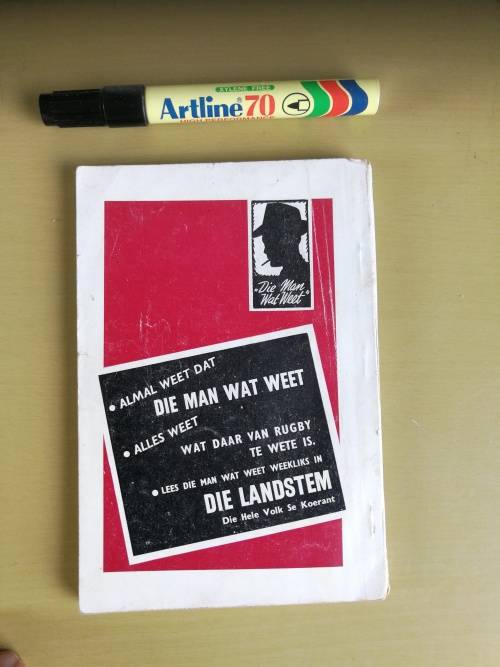 XYLENE FREE
Artline 70
HIGH PERFORMANCE
"Die Man
Wat Weet"
• ALMAL WEET DAT
DIE MAN WAT WEET
• ALLES WEET
WAT DAAR VAN RUGBY
TE WETE IS.
• LEES DIE MAN WAT WEET WEEKLIKS IN
DIE LANDSTEM
Die Hele Volk Se Koerant